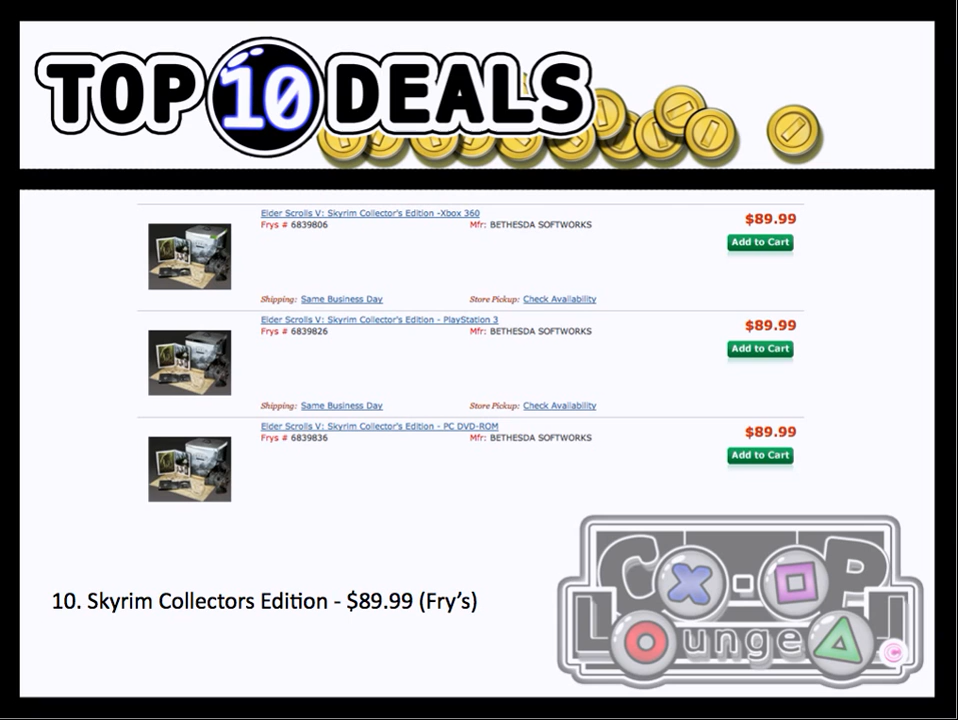 TOP 10 DEALS
Elder Scrolls V: Skyrim Collector's Edition -Xbox 360
Frys # 6839806 Mfr: BETHESDA SOFTWORKS
$89.99
Add to Cart
Shipping: Same Business Day Store Pickup: Check Availability
Elder Scrolls V: Skyrim Collector's Edition - PlayStation 3
Frys # 6839826 Mfr: BETHESDA SOFTWORKS
$89.99
Add to Cart
Shipping: Same Business Day Store Pickup: Check Availability
Elder Scrolls V: Skyrim Collector's Edition - PC DVD-ROM
Frys # 6839836 Mfr: BETHESDA SOFTWORKS
$89.99
Add to Cart
10. Skyrim Collectors Edition - $89.99 (Fry’s)
CO-OP
Lounge